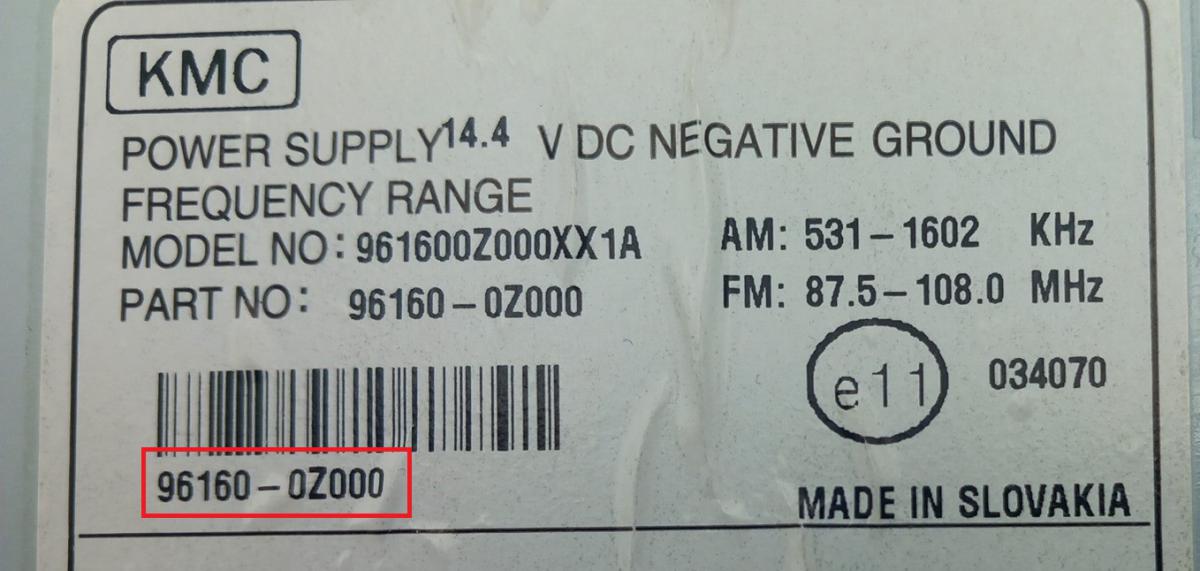 KMC
POWER SUPPLY 14.4 V DC NEGATIVE GROUND
FREQUENCY RANGE
MODEL NO: 961600Z000XX1A
AM: 531-1602 KHz
PART NO: 96160-0Z000
FM: 87.5-108.0 MHz
e11 034070
96160-0Z000
MADE IN SLOVAKIA